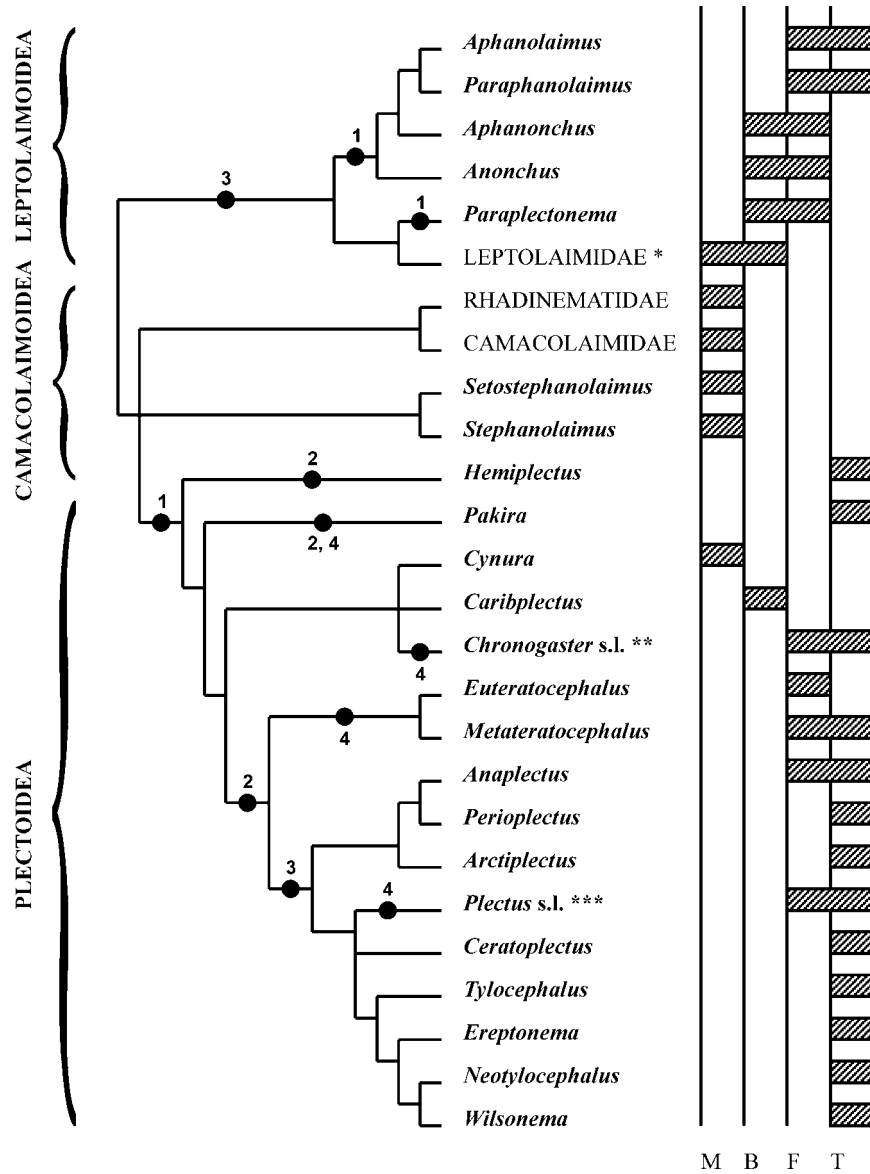 LEPTOLAIMOIDEA
CAMACOLAIMOIDEA
PLECTOIDEA
Aphanolaimus
Paraphanolaimus
Aphanonchus
1
Anonchus
3
1
Paraplectonema
LEPTOLAIMIDAE *
RHADINEMATIDAE
CAMACOLAIMIDAE
Setostephanolaimus
Stephanolaimus
2
Hemiplectus
1
Pakira
2, 4
Cynura
Caribplectus
Chronogaster s.l. **
4
Euteratocephalus
4
Metateratocephalus
Anaplectus
2
Perioplectus
3
Arctiplectus
4
Plectus s.l. ***
Ceratoplectus
Tylocephalus
Ereptonema
Neotylocephalus
Wilsonema
M B F T